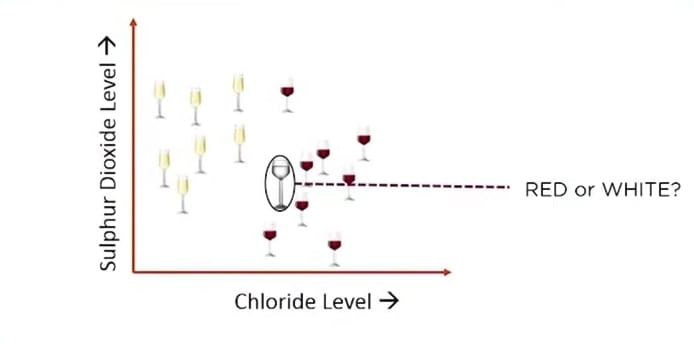 Sulphur Dioxide Level →
RED or WHITE?
Chloride Level →